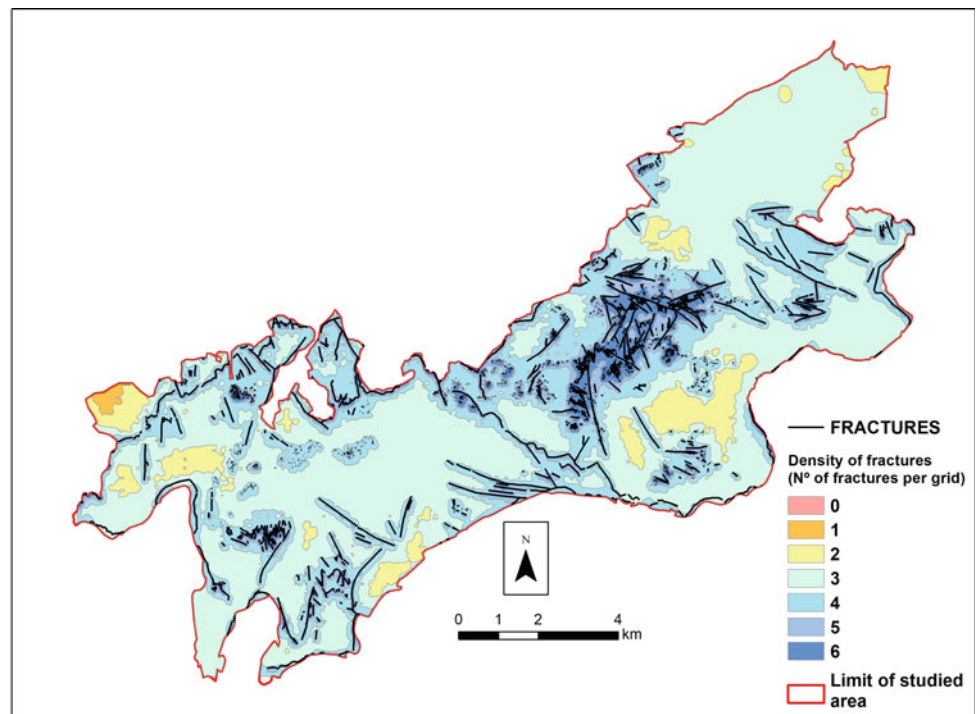 FRACTURES
Density of fractures
(Nº of fractures per grid)
0
1
2
3
4
5
6
Limit of studied
area
N
0 1 2 4
km